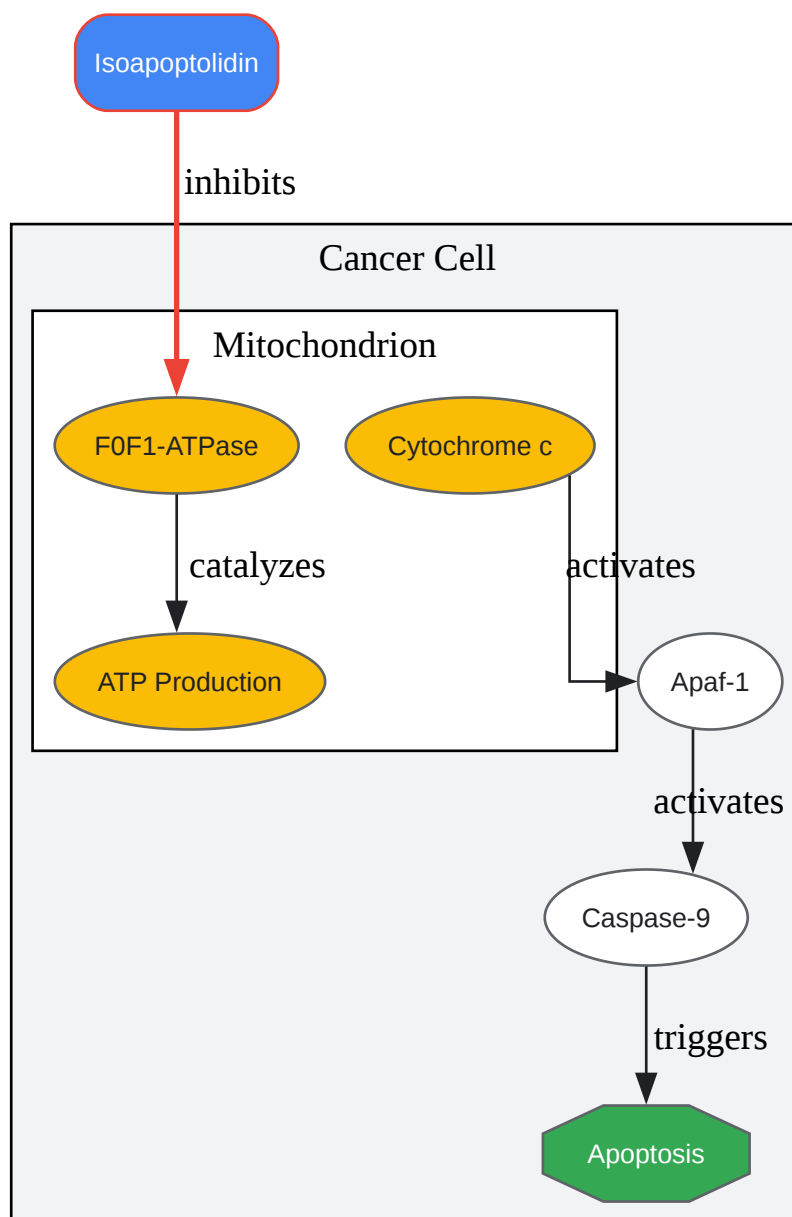 Isoapoptolidin
inhibits
Cancer Cell
Mitochondrion
F0F1-ATPase
Cytochrome c
catalyzes
activates
ATP Production
Apaf-1
activates
Caspase-9
triggers
Apoptosis